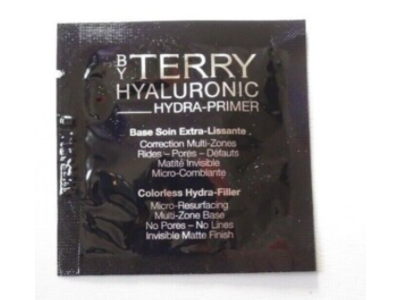 BY TERRY
HYALURONIC
HYDRA-PRIMER
Base Soin Extra-Lissante
Correction Multi-Zones
Rides – Pores – Défauts
Matité Invisible
Micro-Comblante
Colorless Hydra-Filler
Micro-Resurfacing
Multi-Zone Base
No Pores – No Lines
Invisible Matte Finish